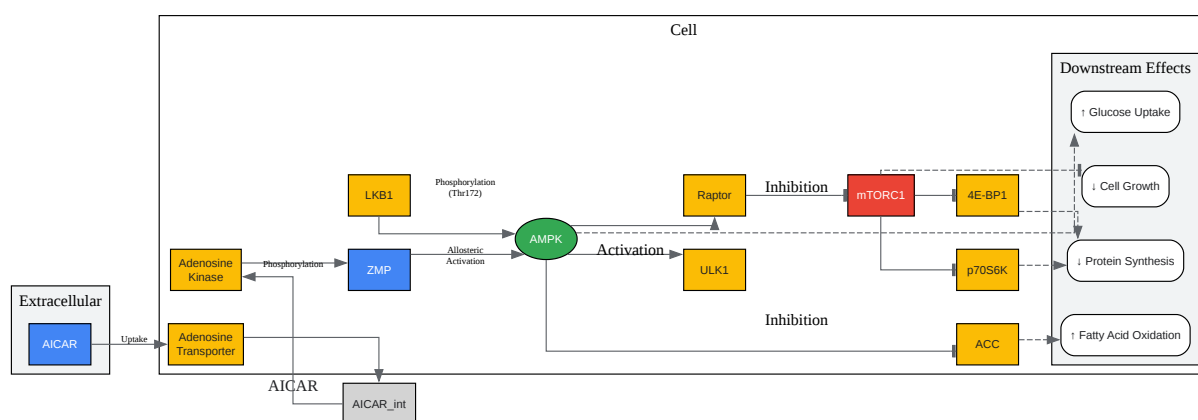 Cell
Downstream Effects
↑ Glucose Uptake
LKB1
Phosphorylation
(Thr172)
Raptor
Inhibition
mTORC1
4E-BP1
↓ Cell Growth
AMPK
Adenosine
Kinase
Phosphorylation
ZMP
Allosteric
Activation
Activation
ULK1
p70S6K
↓ Protein Synthesis
Extracellular
AICAR
Uptake
Adenosine
Transporter
Inhibition
ACC
↑ Fatty Acid Oxidation
AICAR
AICAR_int